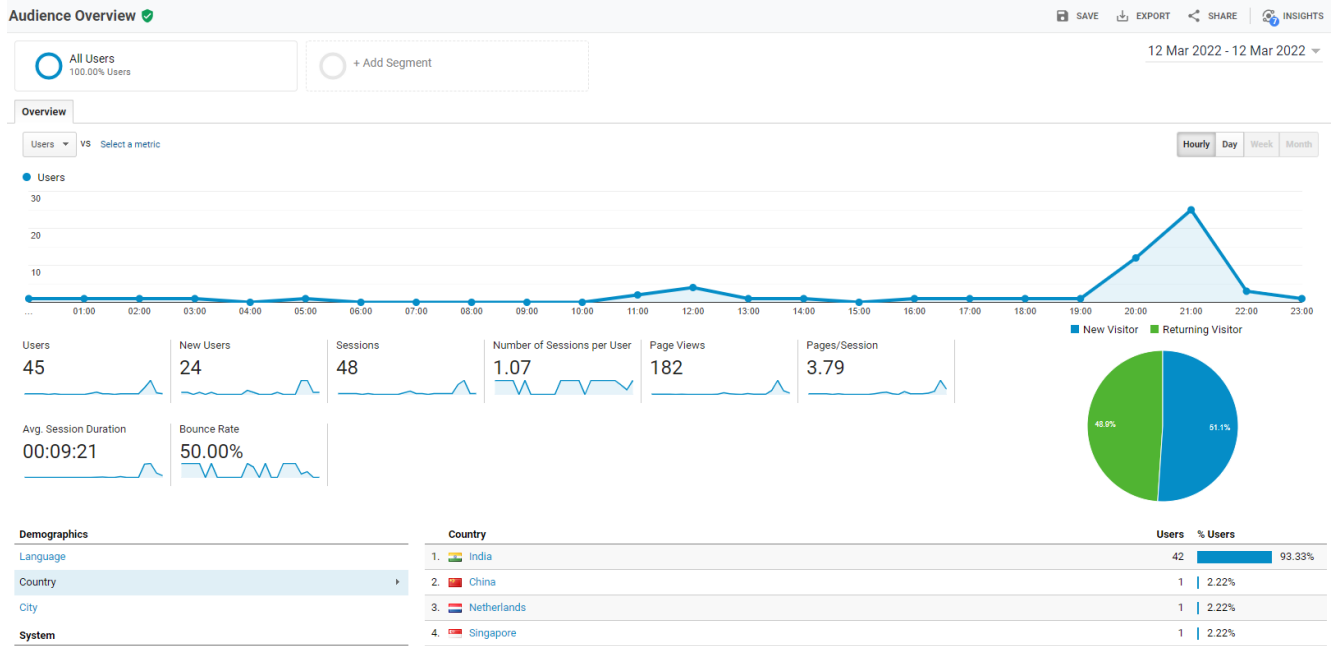 Audience Overview
SAVE EXPORT SHARE INSIGHTS
7
All Users
100.00% Users
+ Add Segment
12 Mar 2022 - 12 Mar 2022
Overview
Users VS Select a metric
Hourly Day Week Month
Users
30
20
10
... 01:00 02:00 03:00 04:00 05:00 06:00 07:00 08:00 09:00 10:00 11:00 12:00 13:00 14:00 15:00 16:00 17:00 18:00 19:00 20:00 21:00 22:00 23:00
New Visitor Returning Visitor
Users New Users Sessions Number of Sessions per User Page Views Pages/Session
45 24 48 1.07 182 3.79
48.9% 51.1%
Avg. Session Duration Bounce Rate
00:09:21 50.00%
Demographics
Language
Country
City
System
Country Users % Users
1. India 42 93.33%
2. China 1 2.22%
3. Netherlands 1 2.22%
4. Singapore 1 2.22%